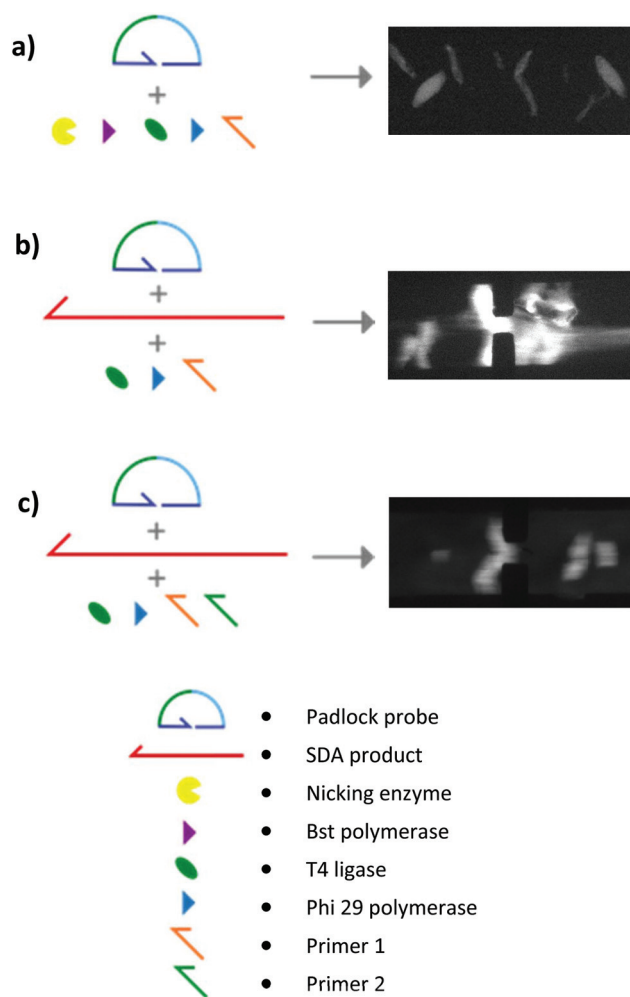 a)
+
b)
+
+
c)
+
+
• Padlock probe
• SDA product
• Nicking enzyme
• Bst polymerase
• T4 ligase
• Phi 29 polymerase
• Primer 1
• Primer 2